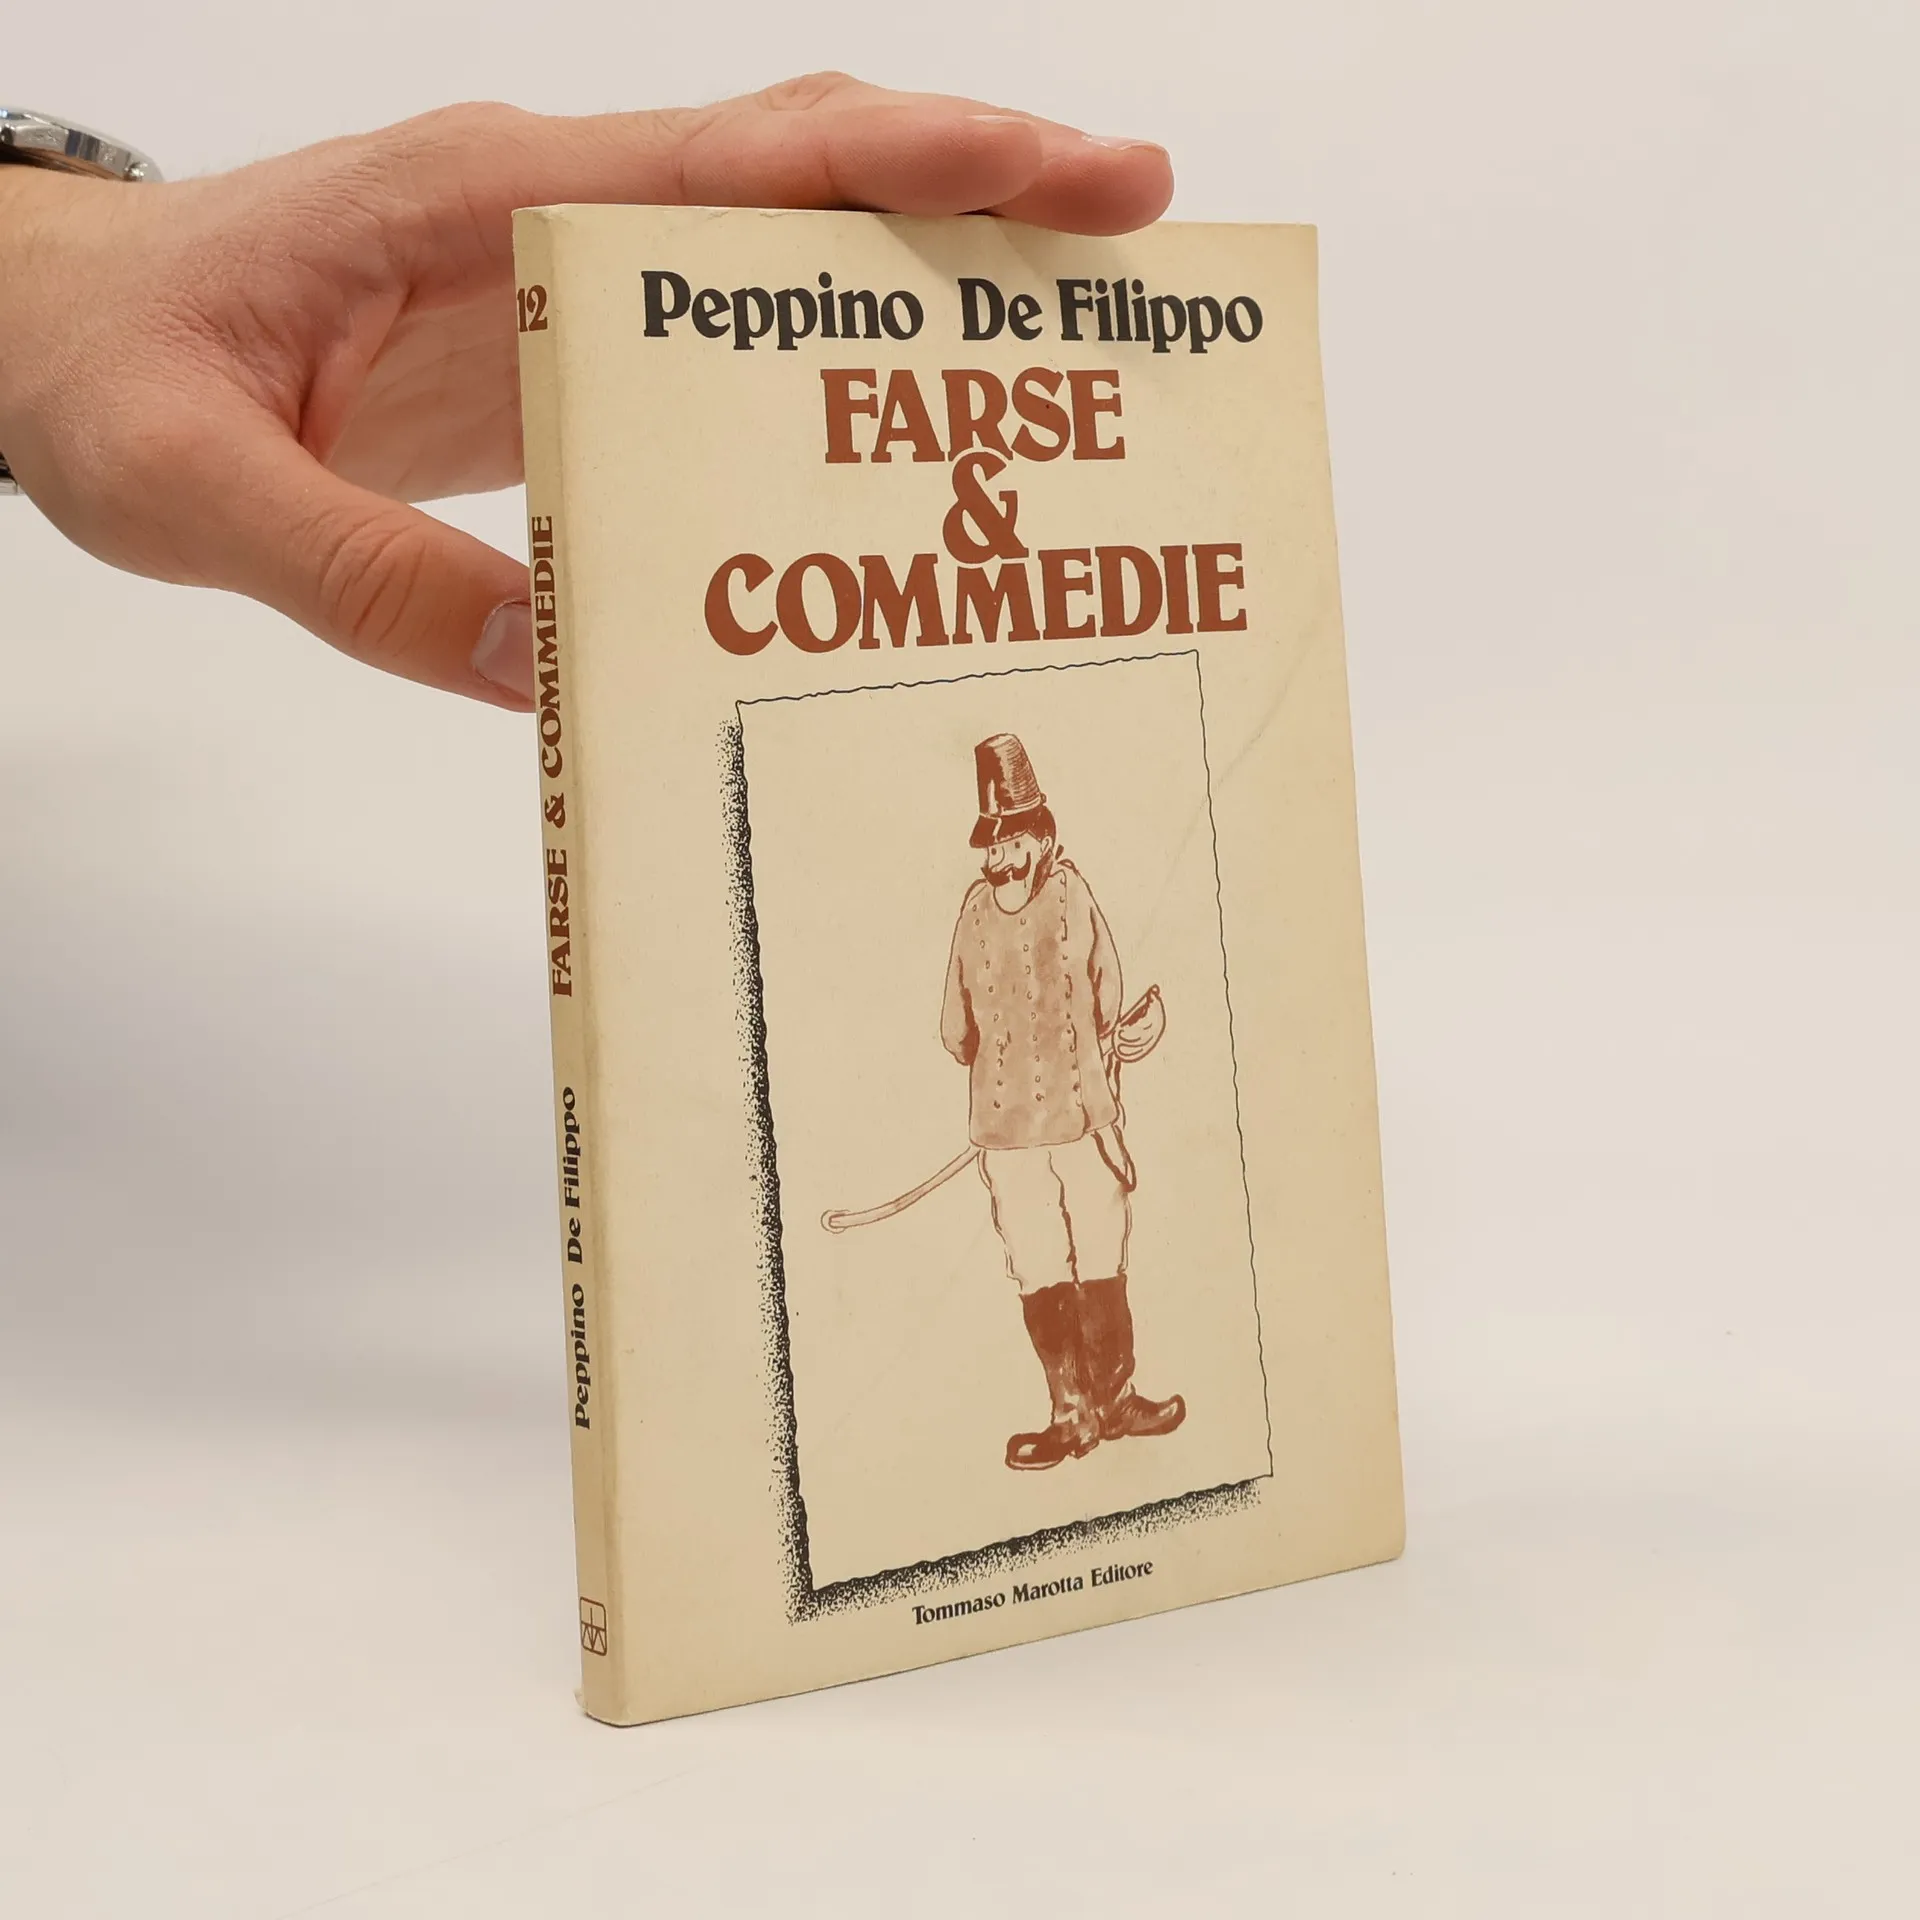 Peppino De Filippo
FARSE
&
COMMEDIE
Tommaso Marotta Editore
12
Peppino De Filippo FARSE & COMMEDIE